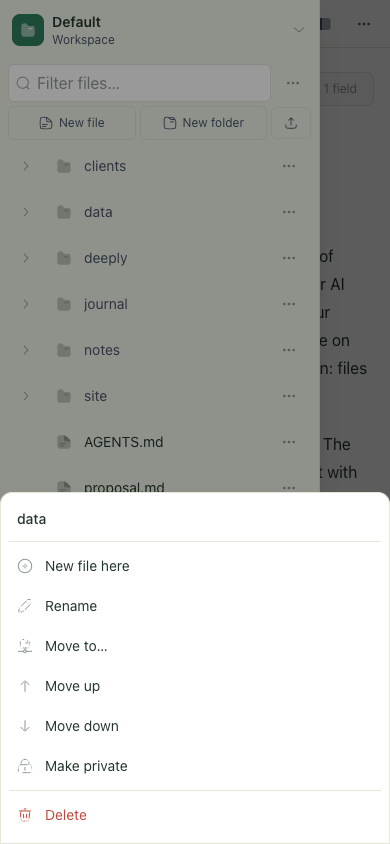 Default
Workspace
Filter files...
1 field
New file
New folder
clients
data
of
deeply
r AI
journal
ur
notes
e on
n: files
site
AGENTS.md
The
proposal.md
t with
data
New file here
Rename
Move to...
Move up
Move down
Make private
Delete